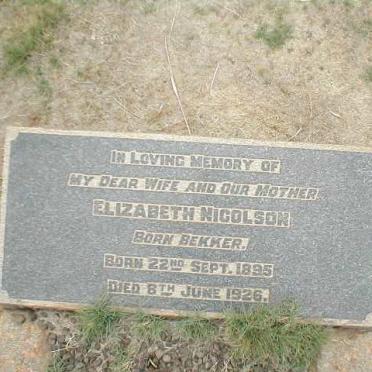 In Loving Memory of
My Dear Wife and Our Mother
Elizabeth Nicolson
Born Bekker.
Born 22nd Sept. 1895
Died 8th June 1926.